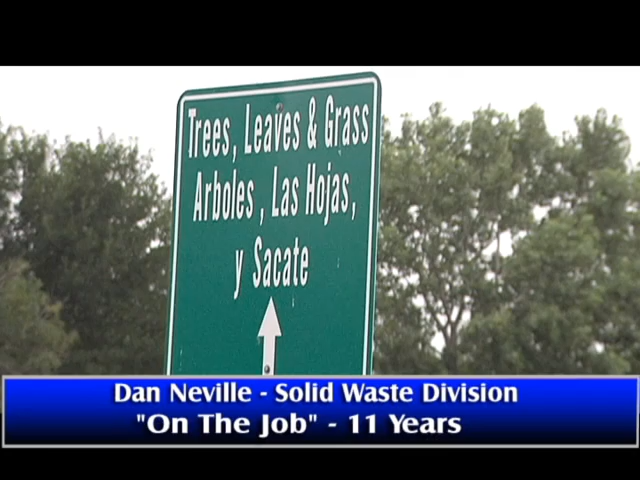 Trees, Leaves & Grass
Arboles , Las Hojas,
y Sacate
Dan Neville - Solid Waste Division
"On The Job" - 11 Years